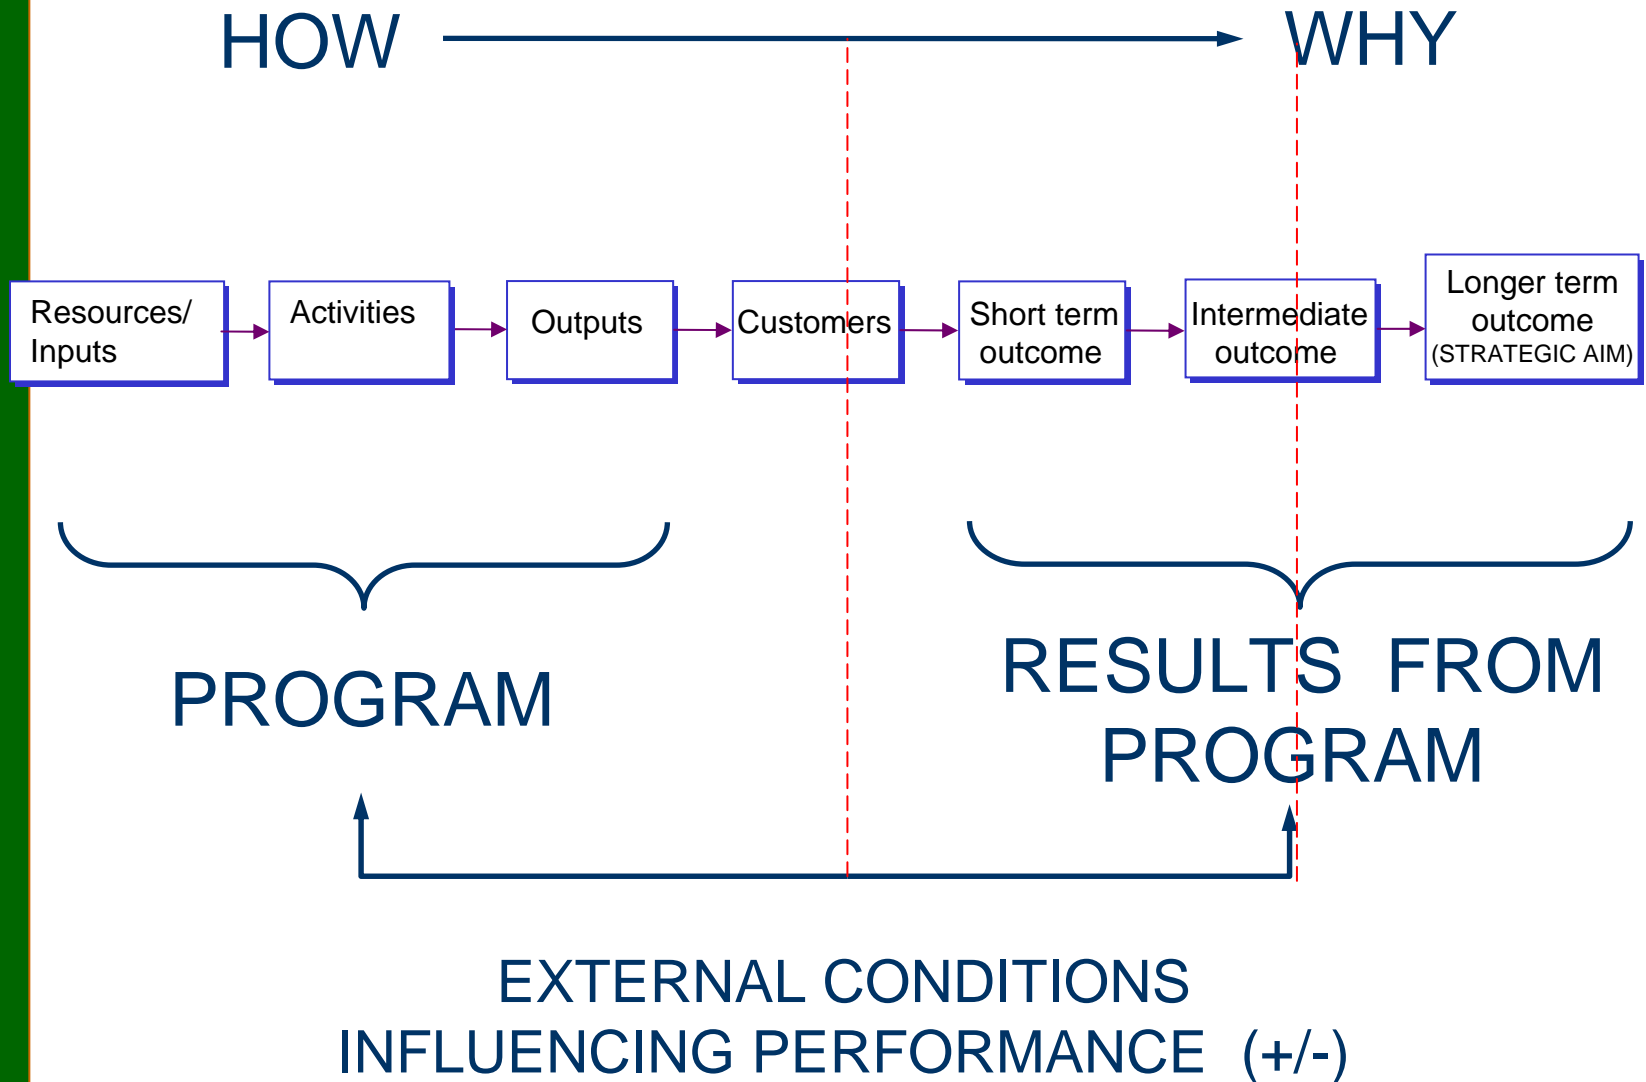 HOW
WHY
Resources/
Inputs
Activities
Outputs
Customers
Short term
outcome
Intermediate
outcome
Longer term
outcome
(STRATEGIC AIM)
PROGRAM
RESULTS FROM
PROGRAM
EXTERNAL CONDITIONS
INFLUENCING PERFORMANCE (+/-)